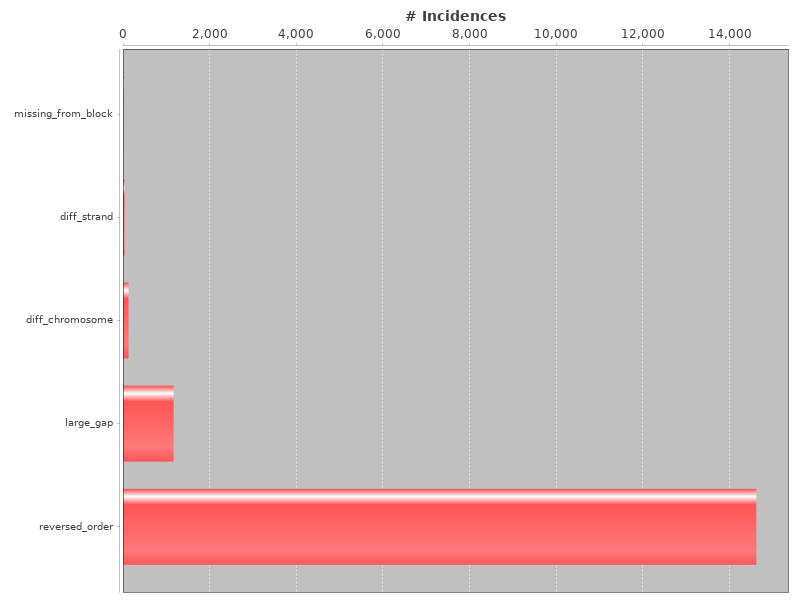 # Incidences
0 2,000 4,000 6,000 8,000 10,000 12,000 14,000
missing_from_block
diff_strand
diff_chromosome
large_gap
reversed_order